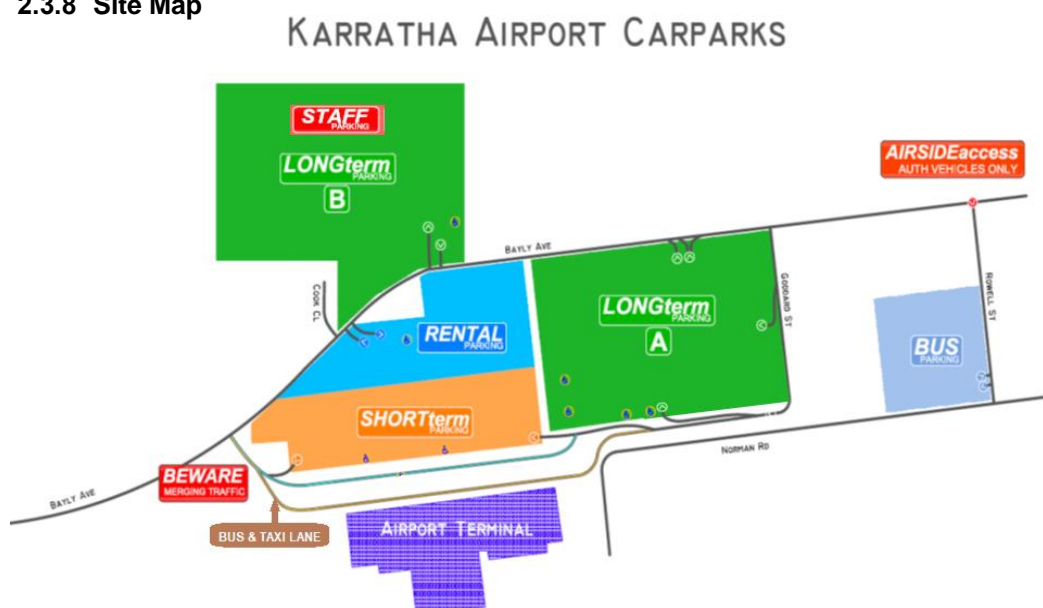 2.3.8 Site Map
KARRATHA AIRPORT CARPARKS
STAFF
PARKING
LONGterm
PARKING
B
AIRSIDEaccess
AUTH VEHICLES ONLY
BAYLY AVE
COOK CL
LONGterm
PARKING
A
GODDARD ST
ROWELL ST
RENTAL
PARKING
BUS
PARKING
SHORTterm
PARKING
NORMAN RD
BEWARE
MERGING TRAFFIC
BAYLY AVE
BUS & TAXI LANE
AIRPORT TERMINAL